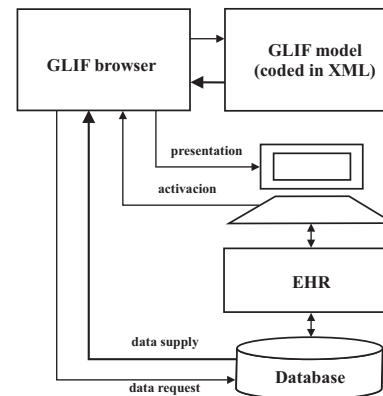 GLIF browser
GLIF model
(coded in XML)
presentation
activacion
EHR
data supply
Database
data request